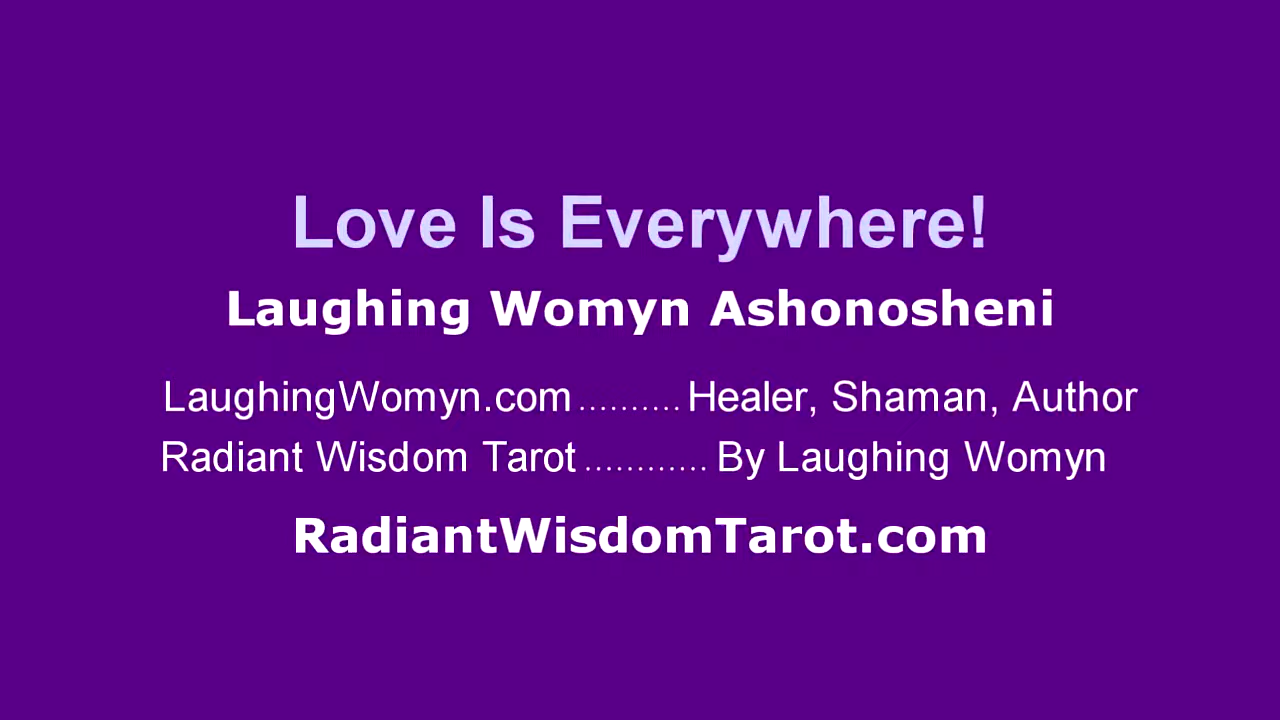 Love Is Everywhere!
Laughing Womyn Ashonosheni
LaughingWomyn.com .......... Healer, Shaman, Author
Radiant Wisdom Tarot ............ By Laughing Womyn
RadiantWisdomTarot.com